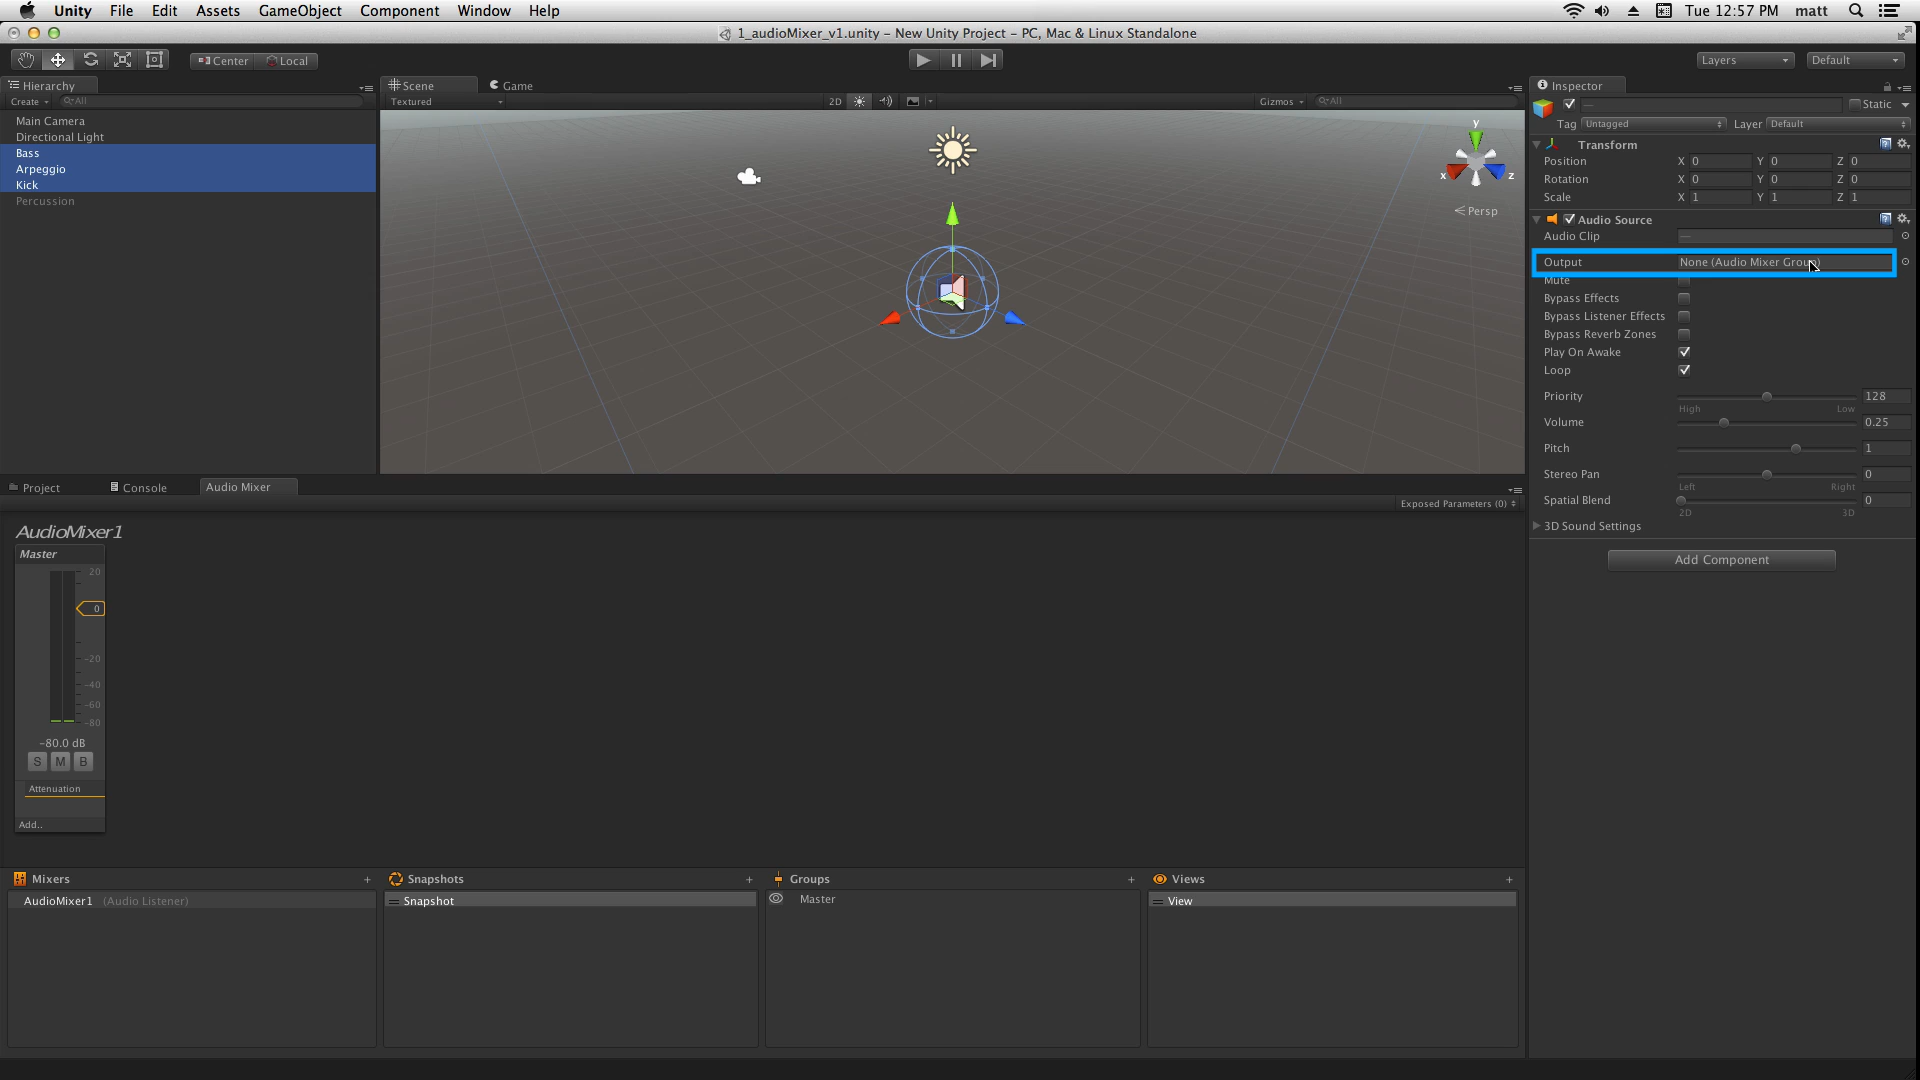 Unity File Edit Assets GameObject Component Window Help
Tue 12:57 PM matt
1_audioMixer_v1.unity – New Unity Project – PC, Mac & Linux Standalone
Center Local
Layers Default
Hierarchy
Create All
Main Camera
Directional Light
Bass
Arpeggio
Kick
Percussion
Scene Game
Textured 2D Gizmos All
y
x z
Persp
Inspector
Static
Tag Untagged Layer Default
Transform
Position X 0 Y 0 Z 0
Rotation X 0 Y 0 Z 0
Scale X 1 Y 1 Z 1
Audio Source
Audio Clip —
Output None (Audio Mixer Group)
Mute
Bypass Effects
Bypass Listener Effects
Bypass Reverb Zones
Play On Awake
Loop
Priority 128
High Low
Volume 0.25
Pitch 1
Stereo Pan 0
Left Right
Spatial Blend 0
2D 3D
3D Sound Settings
Add Component
Project Console Audio Mixer
Exposed Parameters (0)
AudioMixer1
Master
20
0
-20
-40
-60
-80
-80.0 dB
S M B
Attenuation
Add..
Mixers +
AudioMixer1 (Audio Listener)
Snapshots +
Snapshot
Groups +
Master
Views +
View